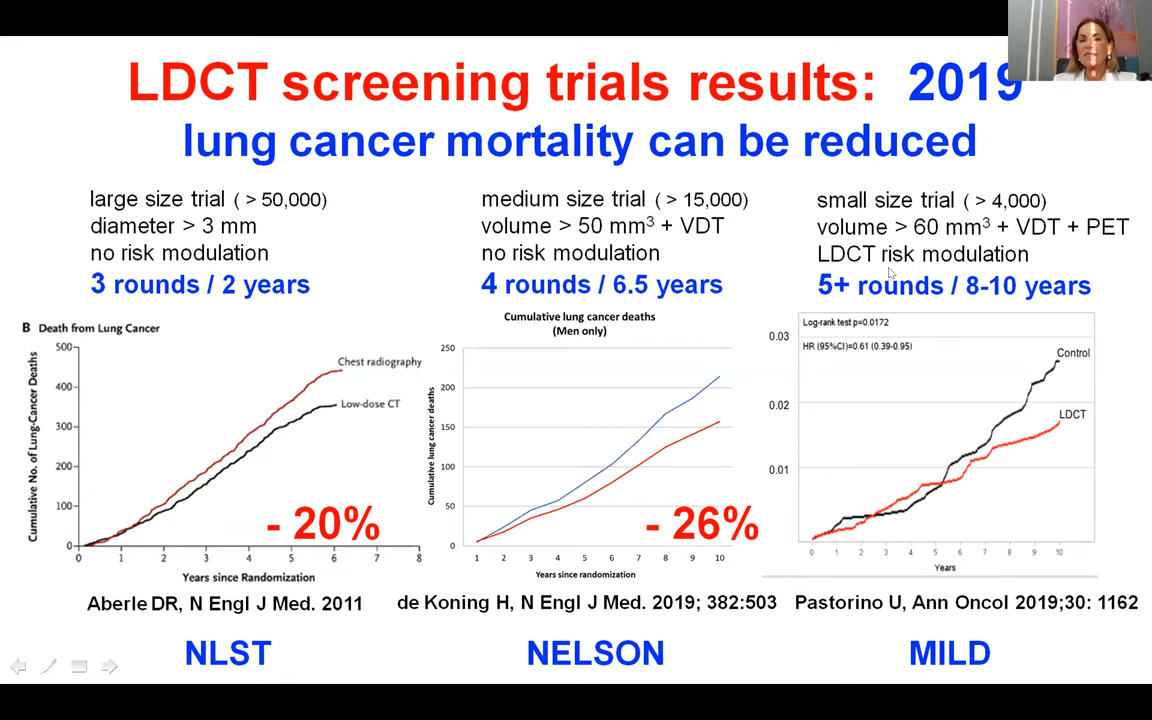 LDCT screening trials results: 2019
lung cancer mortality can be reduced
large size trial ( > 50,000)
diameter > 3 mm
no risk modulation
3 rounds / 2 years
medium size trial ( > 15,000)
volume > 50 mm³ + VDT
no risk modulation
4 rounds / 6.5 years
small size trial ( > 4,000)
volume > 60 mm³ + VDT + PET
LDCT risk modulation
5+ rounds / 8-10 years
B Death from Lung Cancer
Cumulative No. of Lung-Cancer Deaths
500
400
300
200
100
0
Chest radiography
Low-dose CT
- 20%
0 1 2 3 4 5 6 7 8
Years since Randomization
Cumulative lung cancer deaths
(Men only)
Cumulative lung cancer deaths
250
200
150
100
50
0
- 26%
1 2 3 4 5 6 7 8 9 10
Years since randomization
Log-rank test p=0.0172
HR (95%CI)=0.61 (0.39-0.95)
0.03
0.02
0.01
Control
LDCT
0 1 2 3 4 5 6 7 8 9 10
Years
Aberle DR, N Engl J Med. 2011
de Koning H, N Engl J Med. 2019; 382:503
Pastorino U, Ann Oncol 2019;30: 1162
NLST
NELSON
MILD